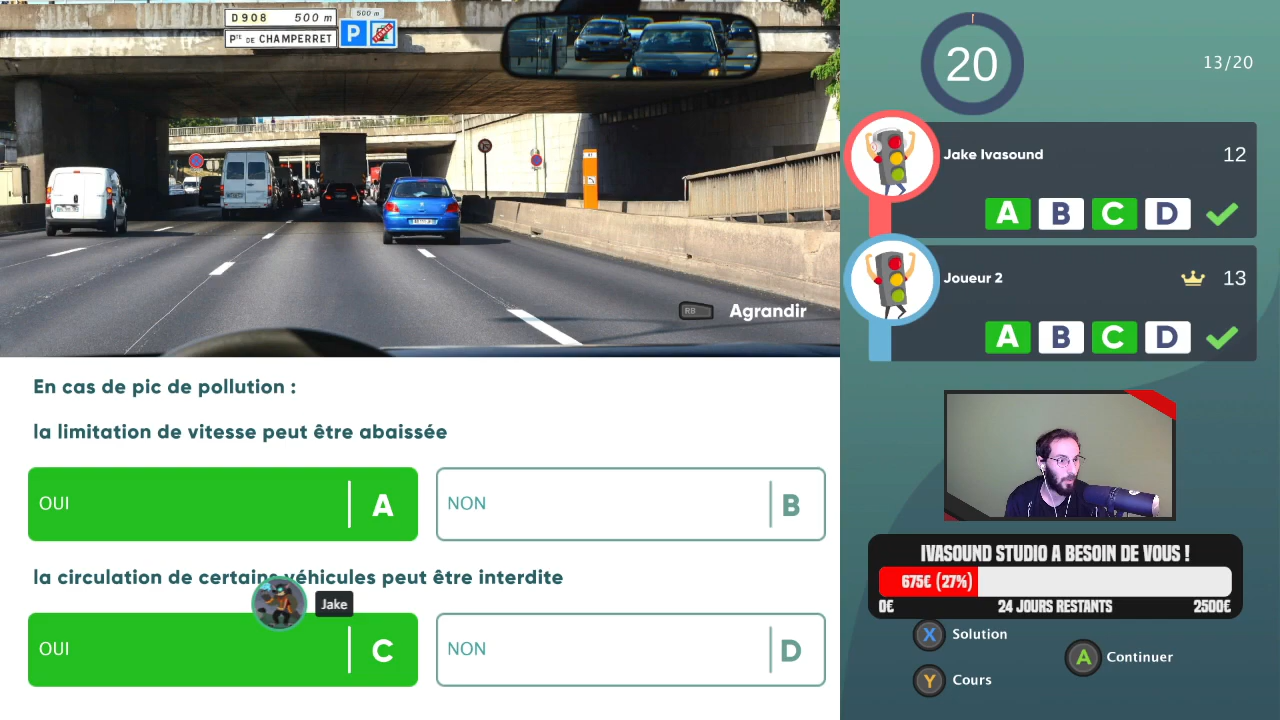 D908 500 m
500 m
Pte DE CHAMPERRET
P
RB Agrandir
En cas de pic de pollution :
la limitation de vitesse peut être abaissée
OUI A
NON B
la circulation de certains véhicules peut être interdite
Jake
OUI C
NON D
20
13/20
Jake Ivasound 12
A B C D
Joueur 2 13
A B C D
IVASOUND STUDIO A BESOIN DE VOUS !
675€ (27%)
0€ 24 JOURS RESTANTS 2500€
X Solution
A Continuer
Y Cours